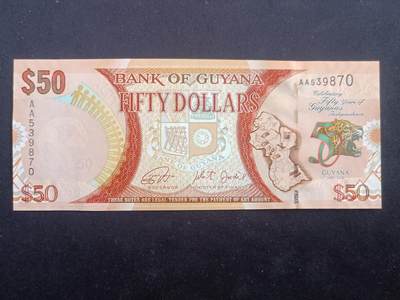 $50
BANK OF GUYANA
AA539870
FIFTY DOLLARS
Celebrating
Fifty Years of
Guyana's
Independence
AA539870
BANK OF GUYANA
GUYANA
GOVERNOR
MINISTER OF FINANCE
$50
$50
THESE NOTES ARE LEGAL TENDER FOR THE PAYMENT OF ANY AMOUNT